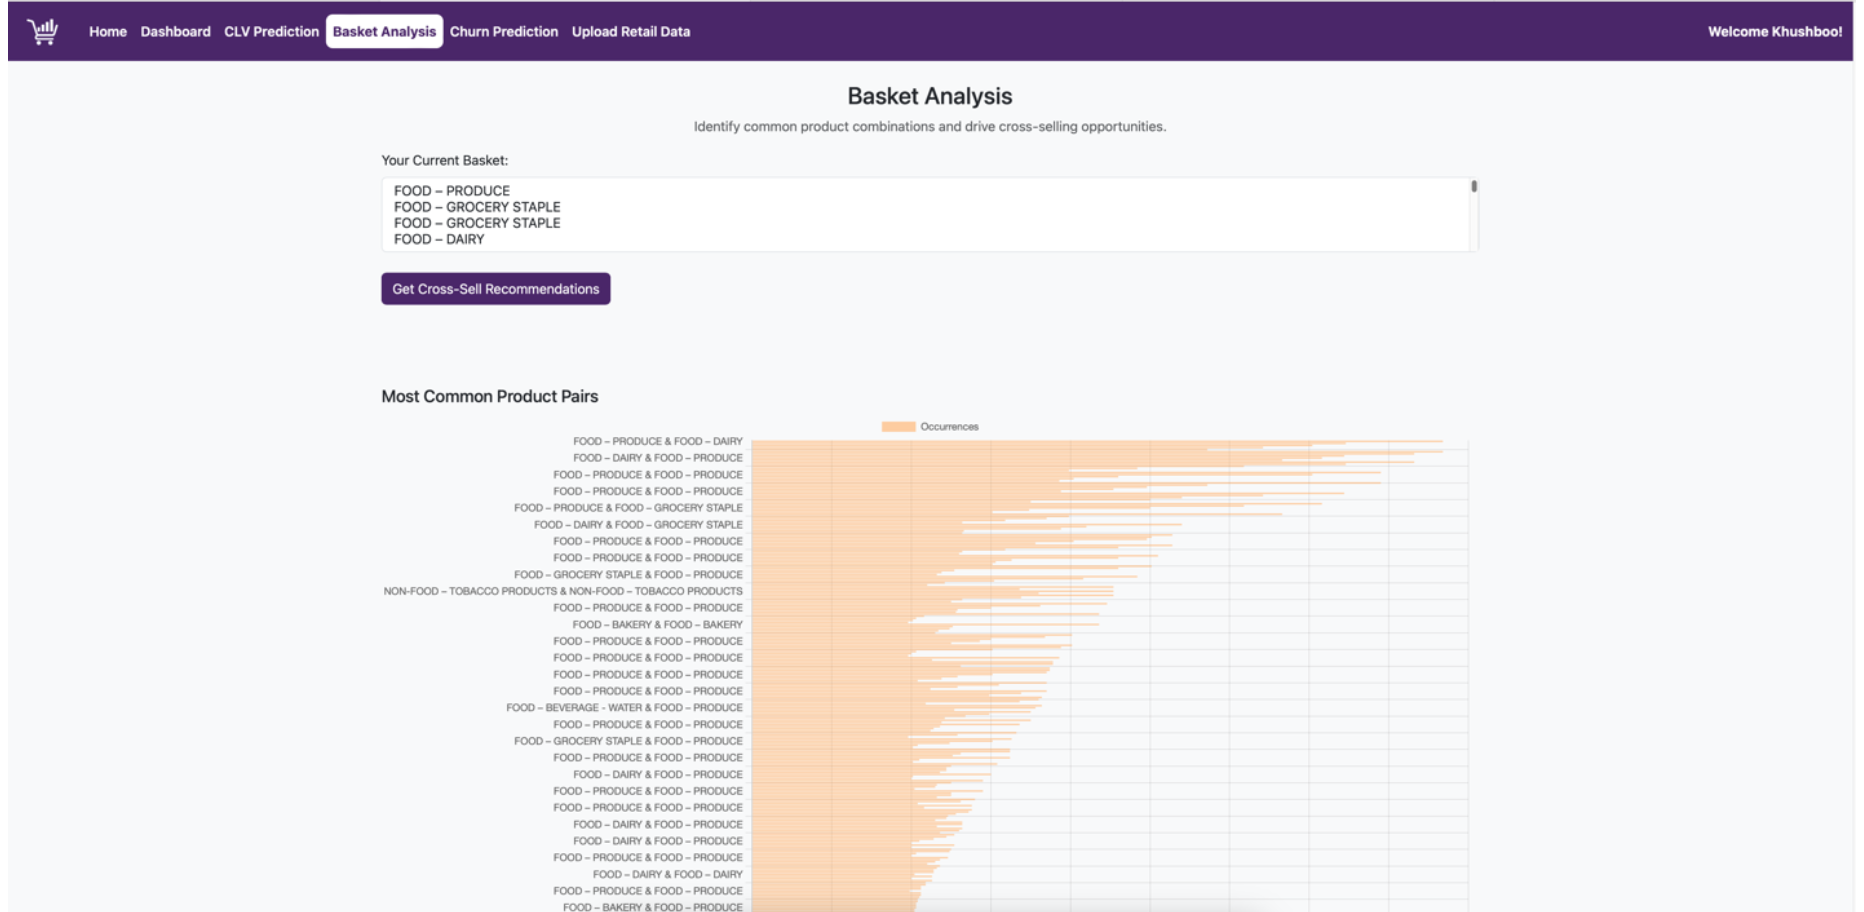 Home Dashboard CLV Prediction Basket Analysis Churn Prediction Upload Retail Data Welcome Khushboo!
Basket Analysis
Identify common product combinations and drive cross-selling opportunities.
Your Current Basket:
FOOD – PRODUCE
FOOD – GROCERY STAPLE
FOOD – GROCERY STAPLE
FOOD – DAIRY
Get Cross-Sell Recommendations
Most Common Product Pairs
Occurrences
FOOD – PRODUCE & FOOD – DAIRY
FOOD – DAIRY & FOOD – PRODUCE
FOOD – PRODUCE & FOOD – PRODUCE
FOOD – PRODUCE & FOOD – PRODUCE
FOOD – PRODUCE & FOOD – GROCERY STAPLE
FOOD – DAIRY & FOOD – GROCERY STAPLE
FOOD – PRODUCE & FOOD – PRODUCE
FOOD – PRODUCE & FOOD – PRODUCE
FOOD – GROCERY STAPLE & FOOD – PRODUCE
NON-FOOD – TOBACCO PRODUCTS & NON-FOOD – TOBACCO PRODUCTS
FOOD – PRODUCE & FOOD – PRODUCE
FOOD – BAKERY & FOOD – BAKERY
FOOD – PRODUCE & FOOD – PRODUCE
FOOD – PRODUCE & FOOD – PRODUCE
FOOD – PRODUCE & FOOD – PRODUCE
FOOD – PRODUCE & FOOD – PRODUCE
FOOD – BEVERAGE - WATER & FOOD – PRODUCE
FOOD – PRODUCE & FOOD – PRODUCE
FOOD – GROCERY STAPLE & FOOD – PRODUCE
FOOD – PRODUCE & FOOD – PRODUCE
FOOD – DAIRY & FOOD – PRODUCE
FOOD – PRODUCE & FOOD – PRODUCE
FOOD – PRODUCE & FOOD – PRODUCE
FOOD – DAIRY & FOOD – PRODUCE
FOOD – DAIRY & FOOD – PRODUCE
FOOD – PRODUCE & FOOD – PRODUCE
FOOD – DAIRY & FOOD – DAIRY
FOOD – PRODUCE & FOOD – PRODUCE
FOOD – BAKERY & FOOD – PRODUCE